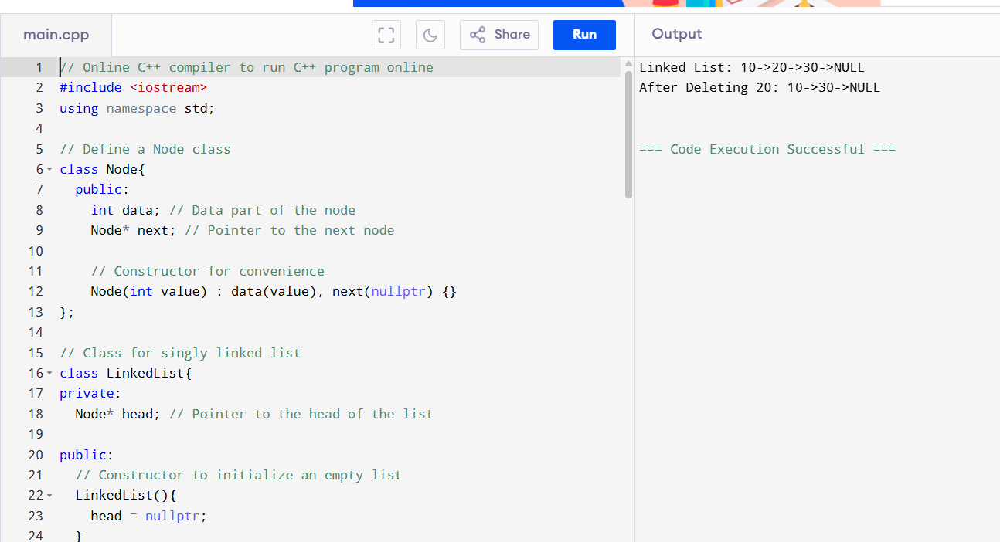 main.cpp
Share
Run
Output
1 // Online C++ compiler to run C++ program online
2 #include <iostream>
3 using namespace std;
4
5 // Define a Node class
6 class Node{
7   public:
8     int data; // Data part of the node
9     Node* next; // Pointer to the next node
10
11     // Constructor for convenience
12     Node(int value) : data(value), next(nullptr) {}
13 };
14
15 // Class for singly linked list
16 class LinkedList{
17 private:
18   Node* head; // Pointer to the head of the list
19
20 public:
21   // Constructor to initialize an empty list
22   LinkedList(){
23     head = nullptr;
24   }
Linked List: 10->20->30->NULL
After Deleting 20: 10->30->NULL
=== Code Execution Successful ===